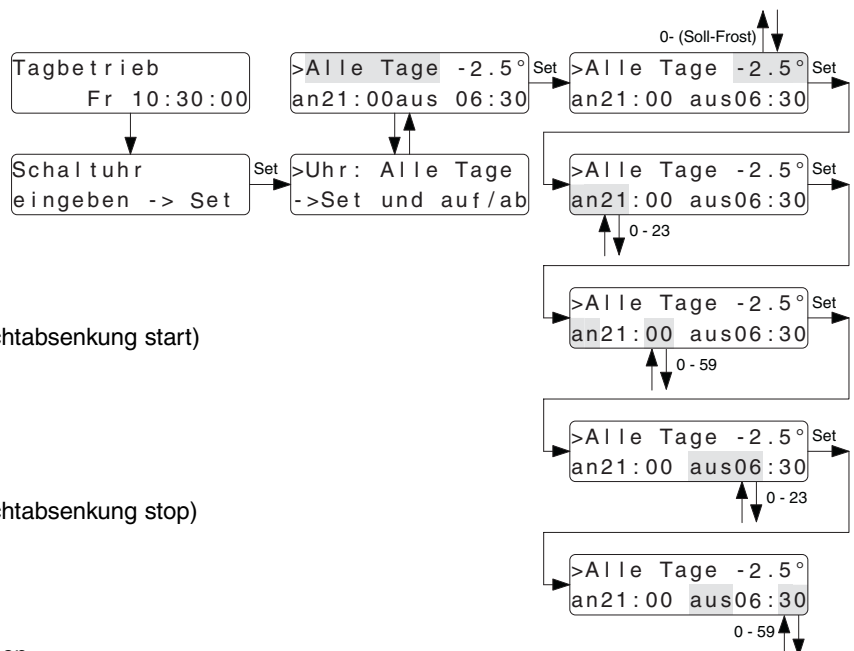 0- (Soll-Frost)
Tagbetrieb
Fr 10:30:00
>Alle Tage -2.5°
an21:00aus 06:30
Set
>Alle Tage -2.5°
an21:00 aus06:30
Set
Schaltuhr
eingeben -> Set
Set
>Uhr: Alle Tage
->Set und auf/ab
>Alle Tage -2.5°
an21:00 aus06:30
Set
0 - 23
>Alle Tage -2.5°
an21:00 aus06:30
Set
0 - 59
htabsenkung start)
>Alle Tage -2.5°
an21:00 aus06:30
Set
0 - 23
htabsenkung stop)
>Alle Tage -2.5°
an21:00 aus06:30
0 - 59